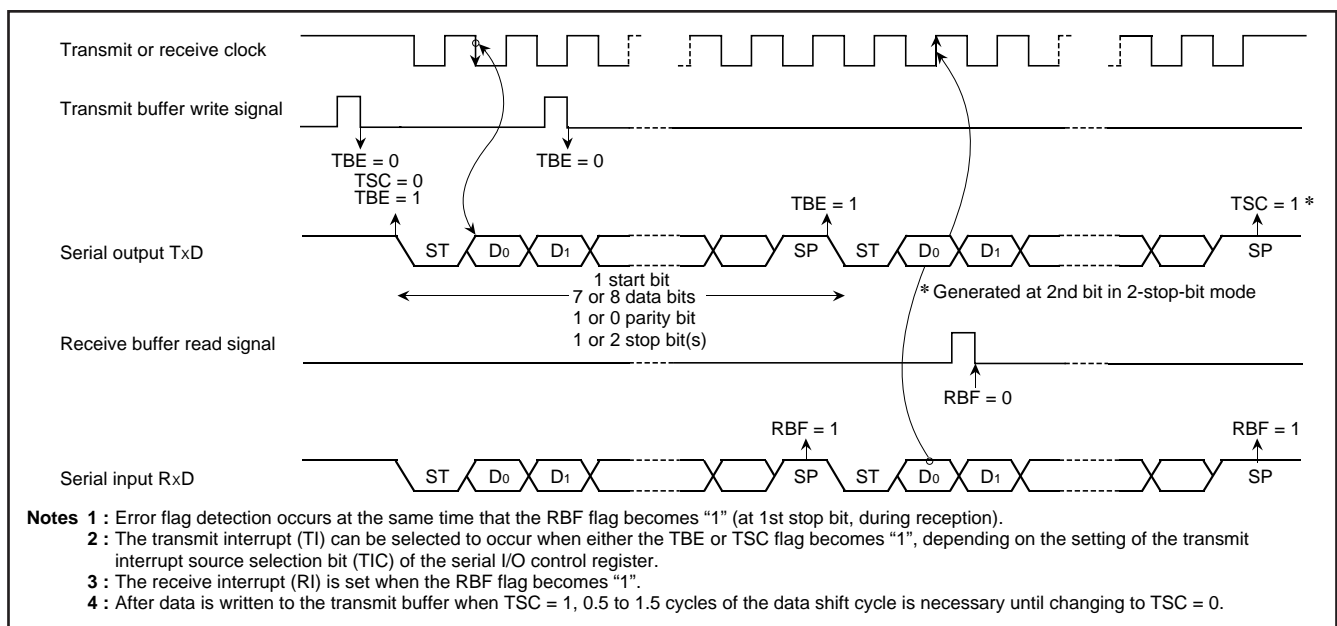 Transmit or receive clock
Transmit buffer write signal
TBE = 0
TSC = 0
TBE = 1
TBE = 0
TBE = 1
TSC = 1 *
Serial output TxD
ST D0 D1 SP ST D0 D1 SP
1 start bit
7 or 8 data bits
1 or 0 parity bit
1 or 2 stop bit(s)
* Generated at 2nd bit in 2-stop-bit mode
Receive buffer read signal
RBF = 0
RBF = 1
RBF = 1
Serial input RxD
ST D0 D1 SP ST D0 D1 SP
Notes 1 : Error flag detection occurs at the same time that the RBF flag becomes “1” (at 1st stop bit, during reception).
2 : The transmit interrupt (TI) can be selected to occur when either the TBE or TSC flag becomes “1”, depending on the setting of the transmit
interrupt source selection bit (TIC) of the serial I/O control register.
3 : The receive interrupt (RI) is set when the RBF flag becomes “1”.
4 : After data is written to the transmit buffer when TSC = 1, 0.5 to 1.5 cycles of the data shift cycle is necessary until changing to TSC = 0.